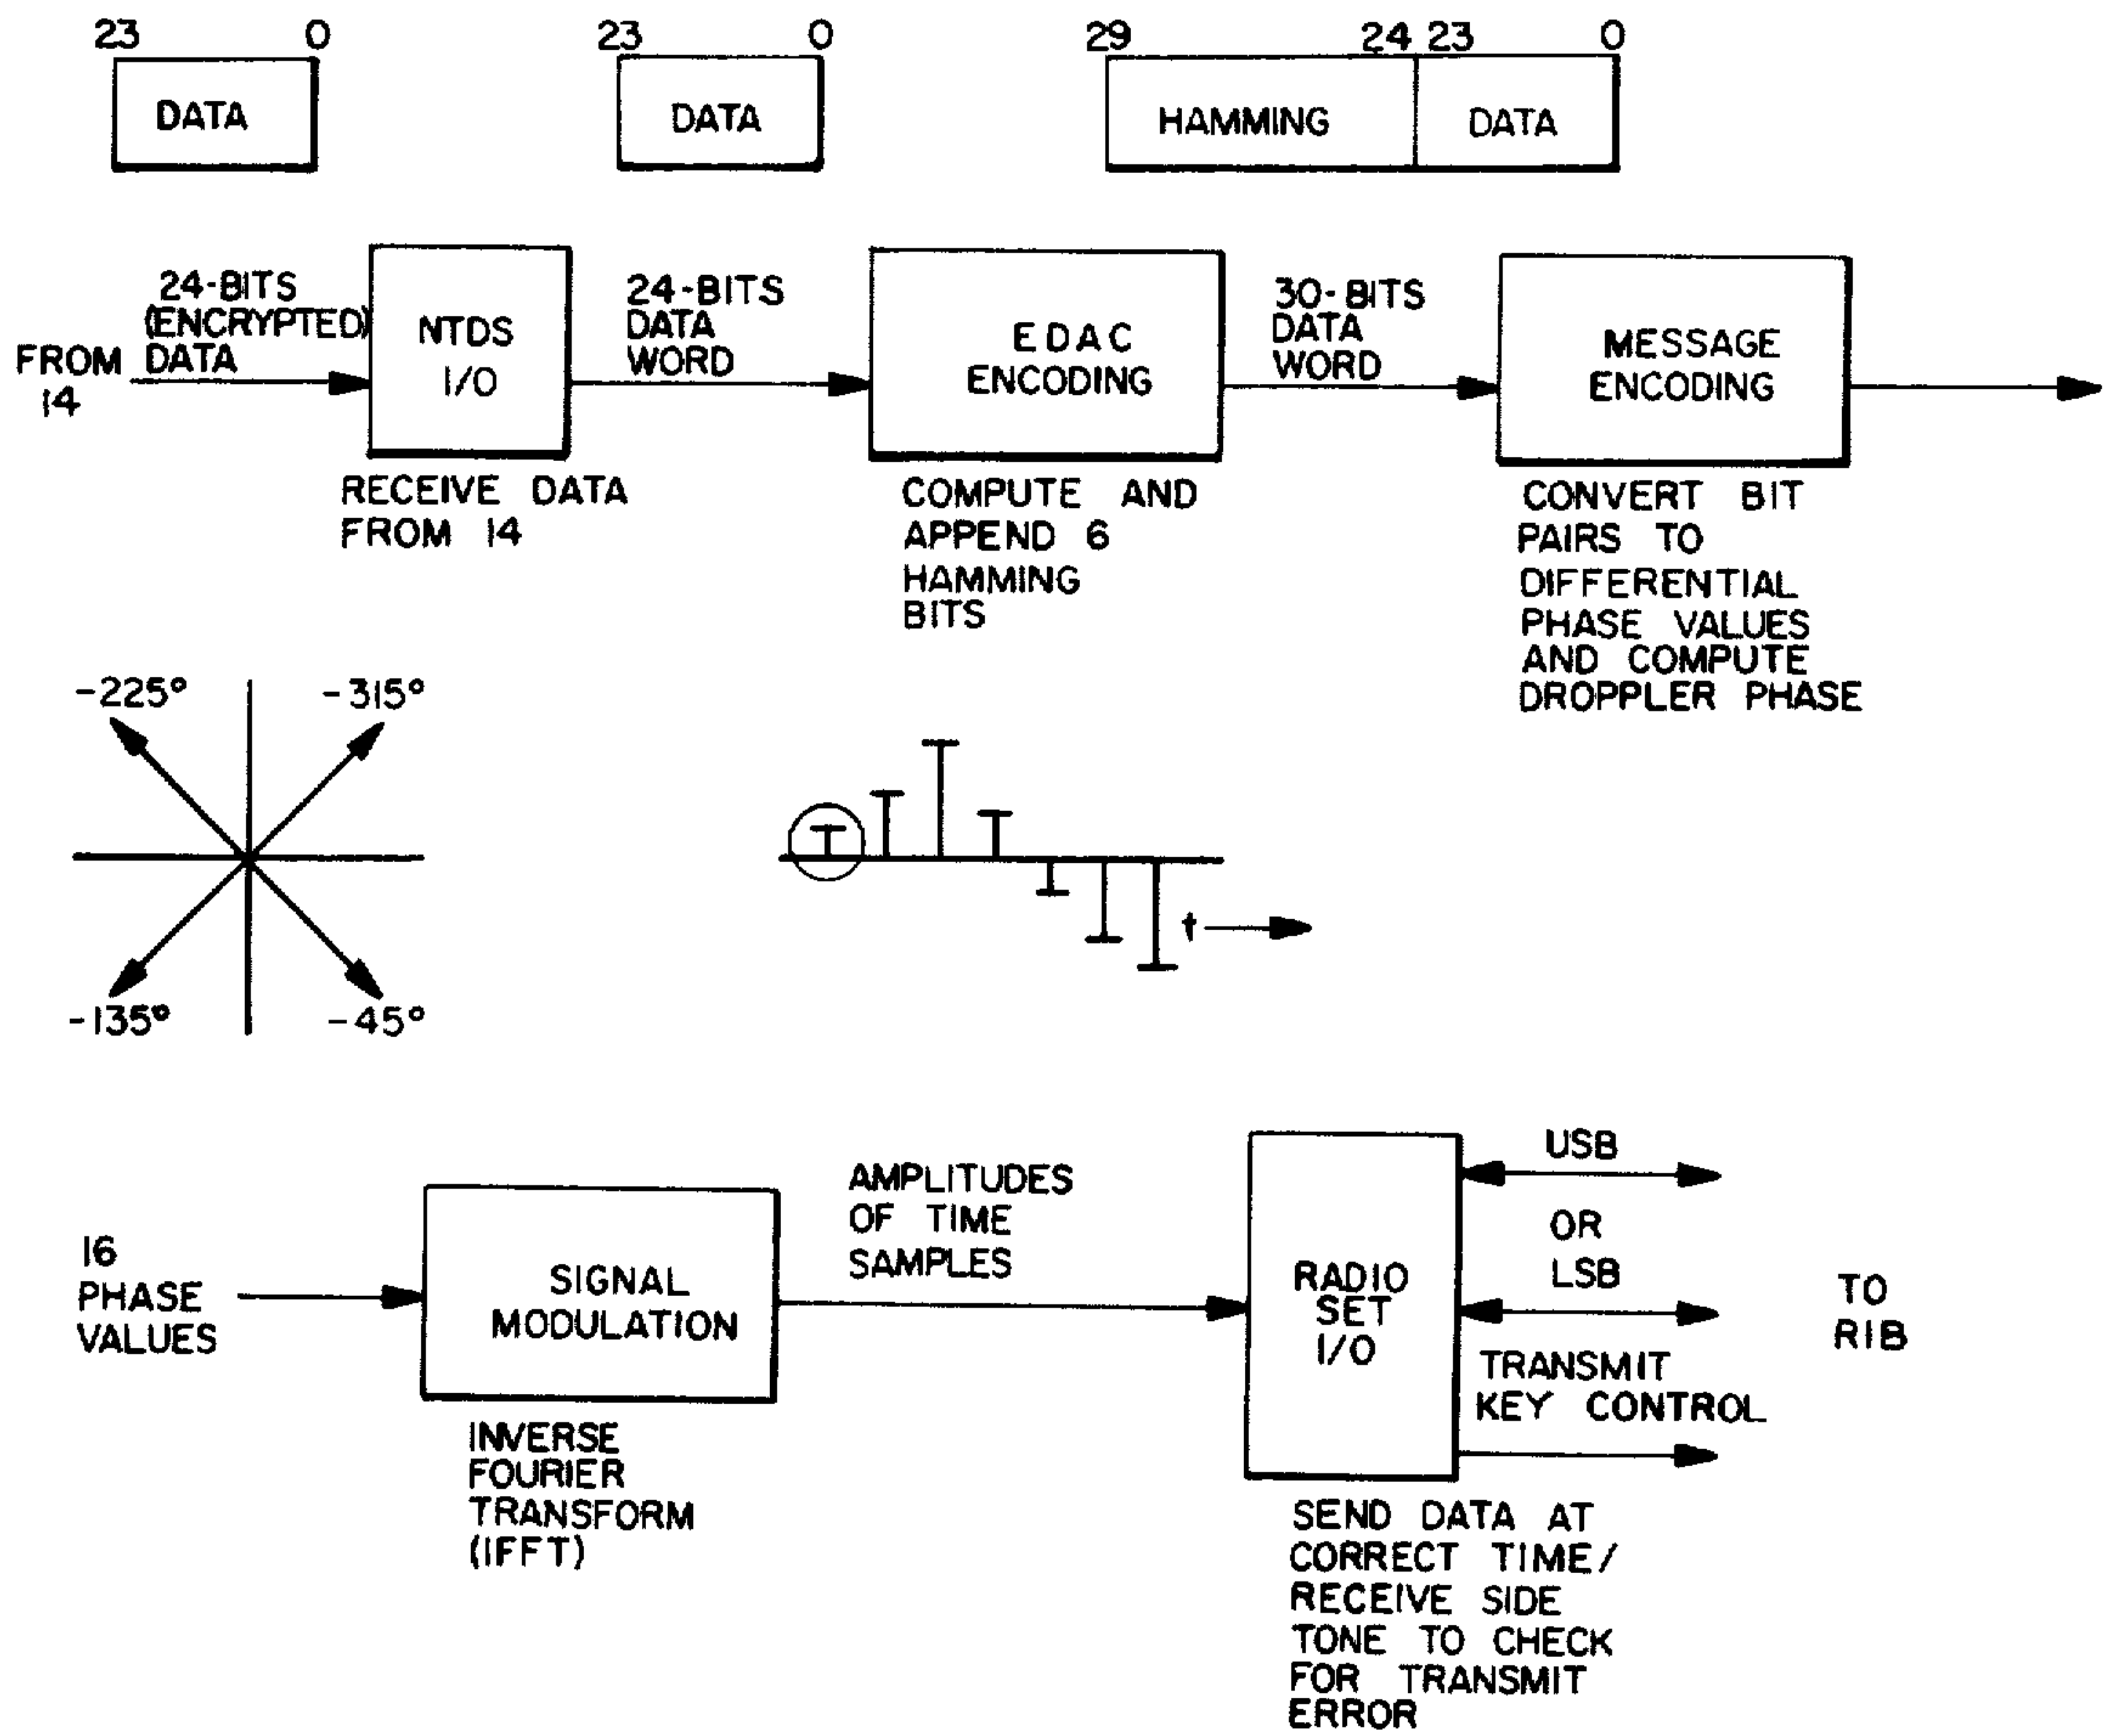 23 0
DATA
23 0
DATA
29 24 23 0
HAMMING DATA
FROM
14
24-BITS
(ENCRYPTED)
DATA
NTDS
I/O
RECEIVE DATA
FROM 14
24-BITS
DATA
WORD
EDAC
ENCODING
COMPUTE AND
APPEND 6
HAMMING
BITS
30-BITS
DATA
WORD
MESSAGE
ENCODING
CONVERT BIT
PAIRS TO
DIFFERENTIAL
PHASE VALUES
AND COMPUTE
DROPPLER PHASE
-225° -315°
-135° -45°
t
16
PHASE
VALUES
SIGNAL
MODULATION
INVERSE
FOURIER
TRANSFORM
(IFFT)
AMPLITUDES
OF TIME
SAMPLES
RADIO
SET
I/O
SEND DATA AT
CORRECT TIME/
RECEIVE SIDE
TONE TO CHECK
FOR TRANSMIT
ERROR
USB
OR
LSB
TRANSMIT
KEY CONTROL
TO
RIB